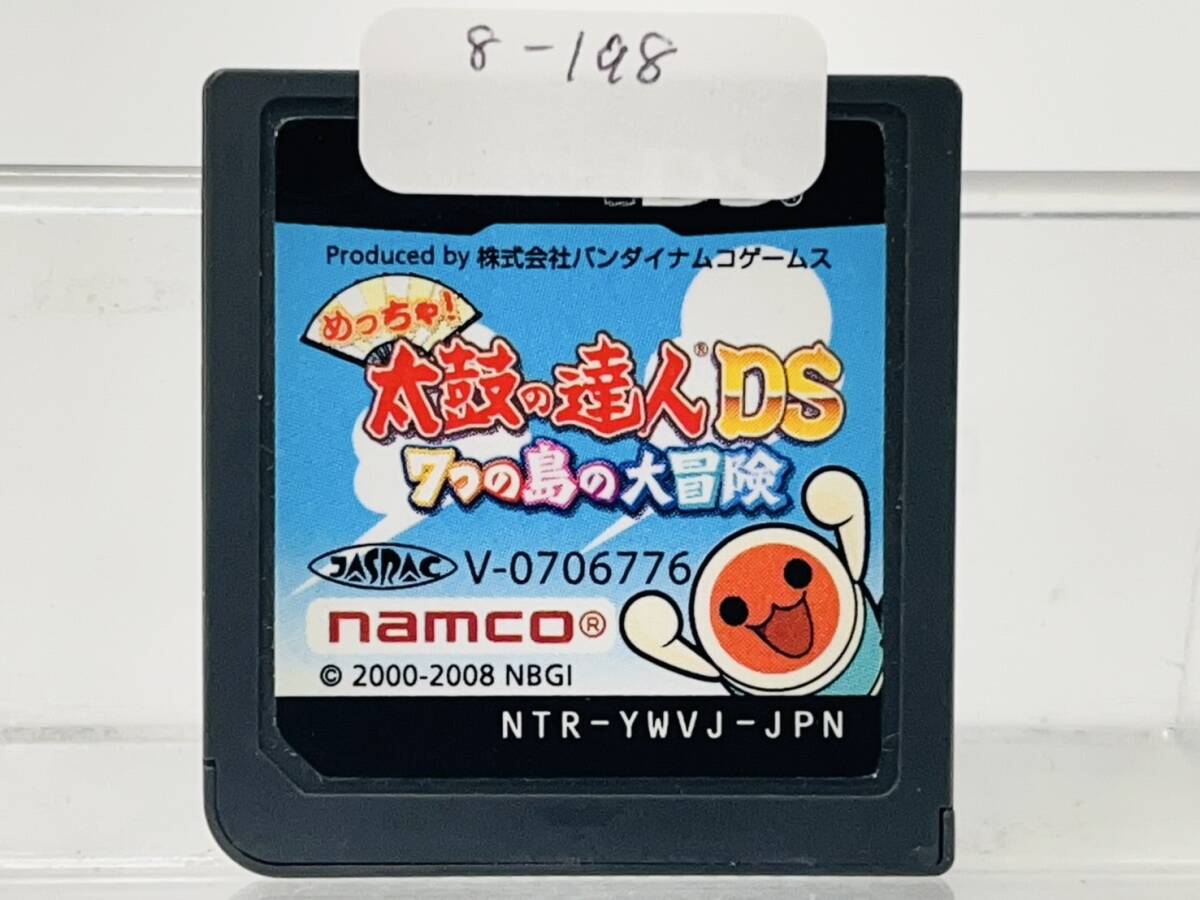 8-198
Produced by 株式会社バンダイナムコゲームス
めっちゃ!
太鼓の達人®DS
7つの島の大冒険
JASRAC V-0706776
namco®
© 2000-2008 NBGI
NTR-YWVJ-JPN